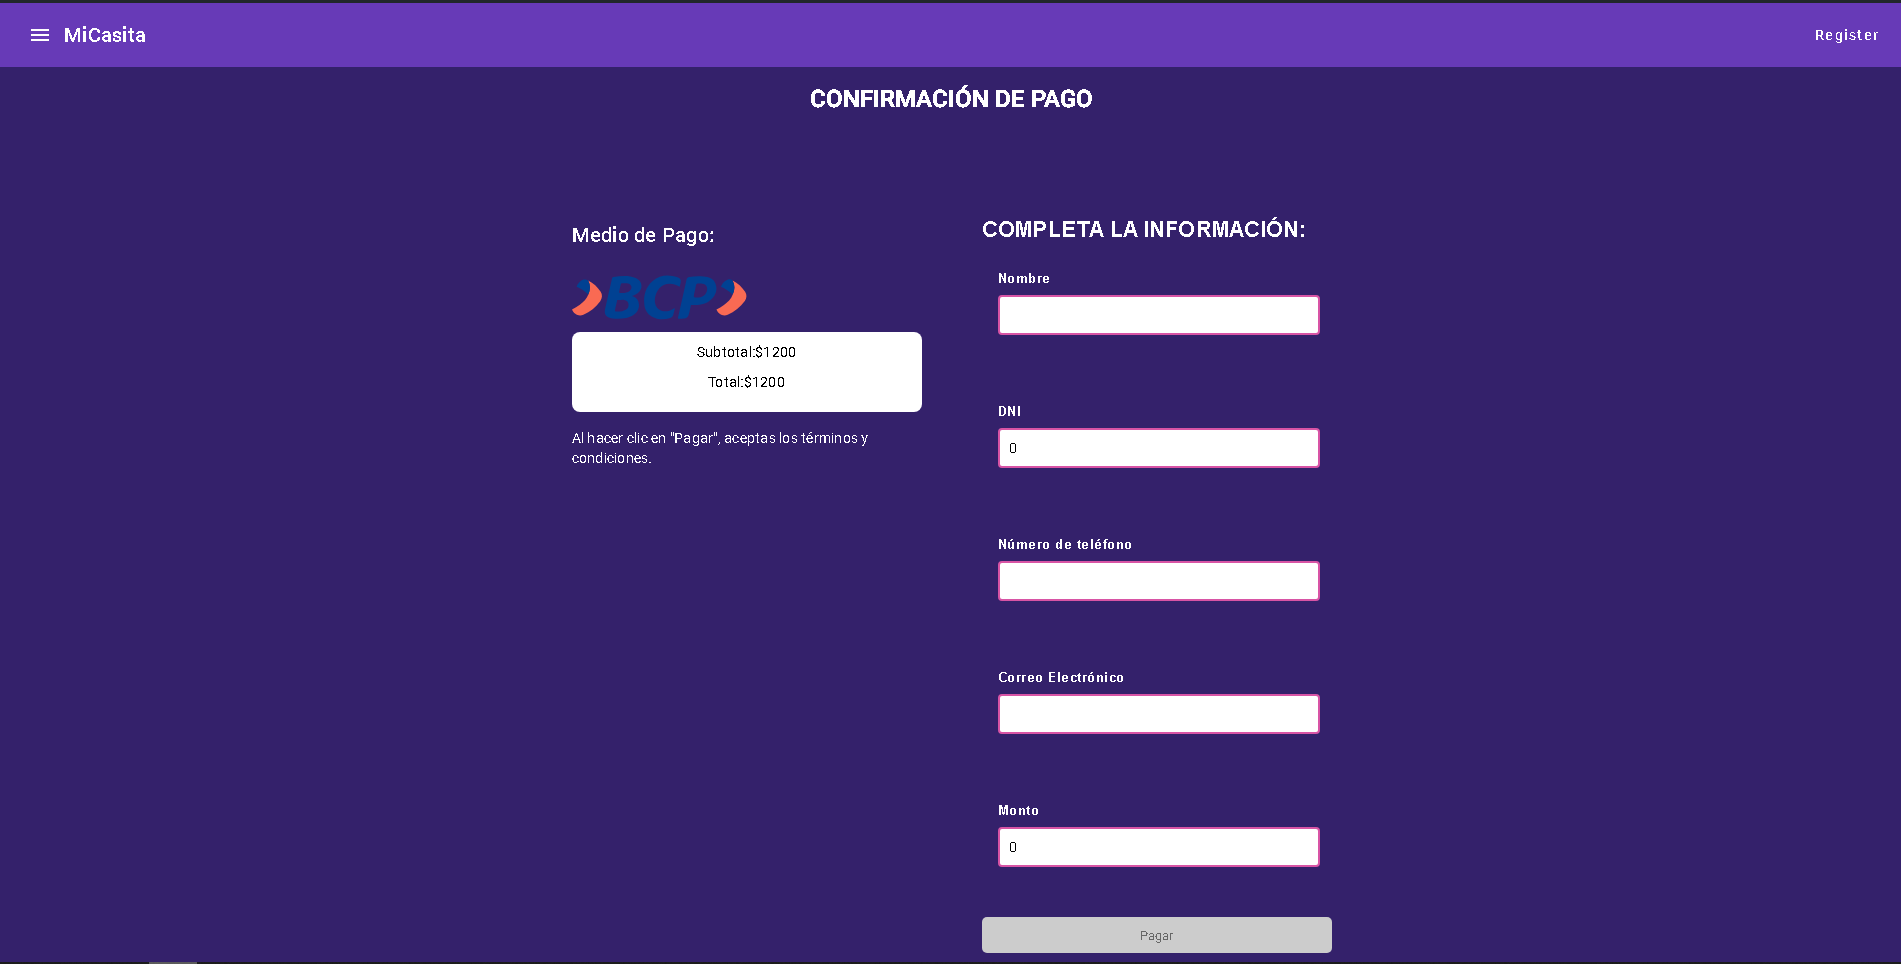 MiCasita
Register
CONFIRMACIÓN DE PAGO
Medio de Pago:
BCP
Subtotal:$1200
Total:$1200
Al hacer clic en "Pagar", aceptas los términos y
condiciones.
COMPLETA LA INFORMACIÓN:
Nombre
DNI
0
Número de teléfono
Correo Electrónico
Monto
0
Pagar